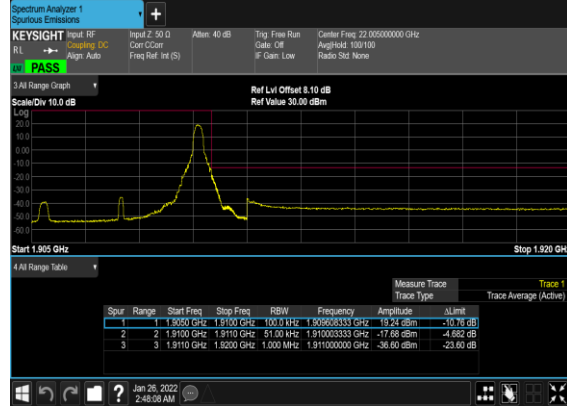 Spectrum Analyzer 1
Spurious Emissions
+
KEYSIGHT Input: RF Input Z: 50 Ω Atten: 40 dB Trig: Free Run Center Freq: 22.005000000 GHz
RL Coupling: DC Corr CCorr Gate: Off Avg|Hold: 100/100
Align: Auto Freq Ref: Int (S) IF Gain: Low Radio Std: None
PASS
3 All Range Graph
Ref Lvl Offset 8.10 dB
Scale/Div 10.0 dB Ref Value 30.00 dBm
Log
20.0
10.0
0.00
-10.0
-20.0
-30.0
-40.0
-50.0
-60.0
Start 1.905 GHz Stop 1.920 GHz
4 All Range Table
Measure Trace Trace 1
Trace Type Trace Average (Active)
Spur Range Start Freq Stop Freq RBW Frequency Amplitude ΔLimit
1 1 1.9050 GHz 1.9100 GHz 100.0 kHz 1.909608333 GHz 19.24 dBm -10.76 dB
2 2 1.9100 GHz 1.9110 GHz 51.00 kHz 1.910003333 GHz -17.68 dBm -4.682 dB
3 3 1.9110 GHz 1.9200 GHz 1.000 MHz 1.911000000 GHz -36.60 dBm -23.60 dB
? Jan 26, 2022
2:48:08 AM